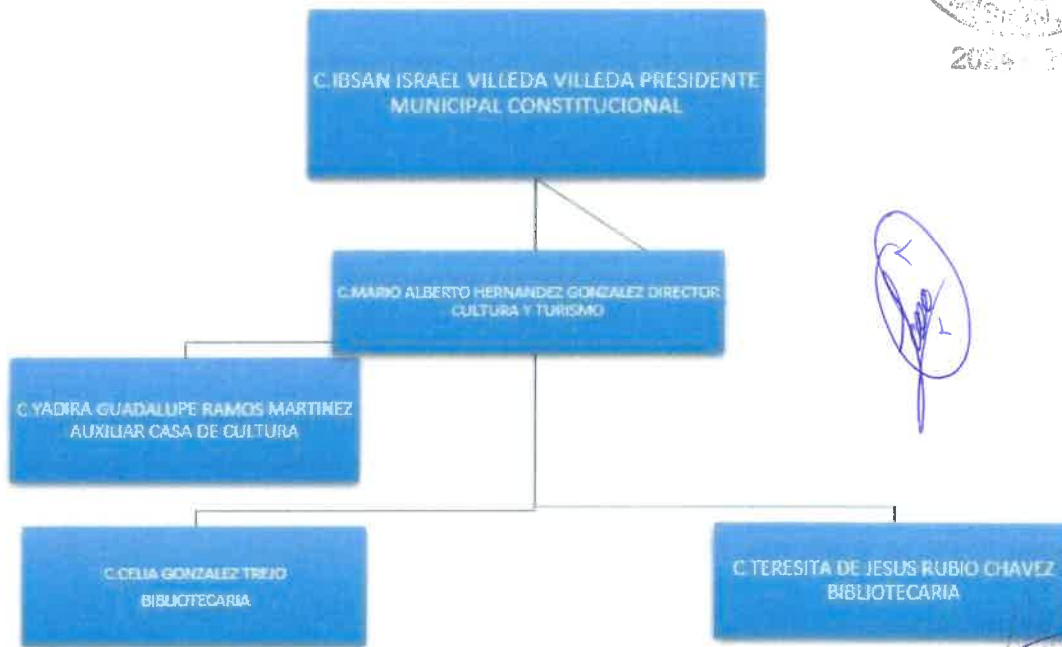 C.IBSAN ISRAEL VILLEDA VILLEDA PRESIDENTE
MUNICIPAL CONSTITUCIONAL
C.MARIO ALBERTO HERNANDEZ GONZALEZ DIRECTOR
CULTURA Y TURISMO
C.YADIRA GUADALUPE RAMOS MARTINEZ
AUXILIAR CASA DE CULTURA
C.CELIA GONZALEZ TREJO
BIBLIOTECARIA
C.TERESITA DE JESUS RUBIO CHAVEZ
BIBLIOTECARIA